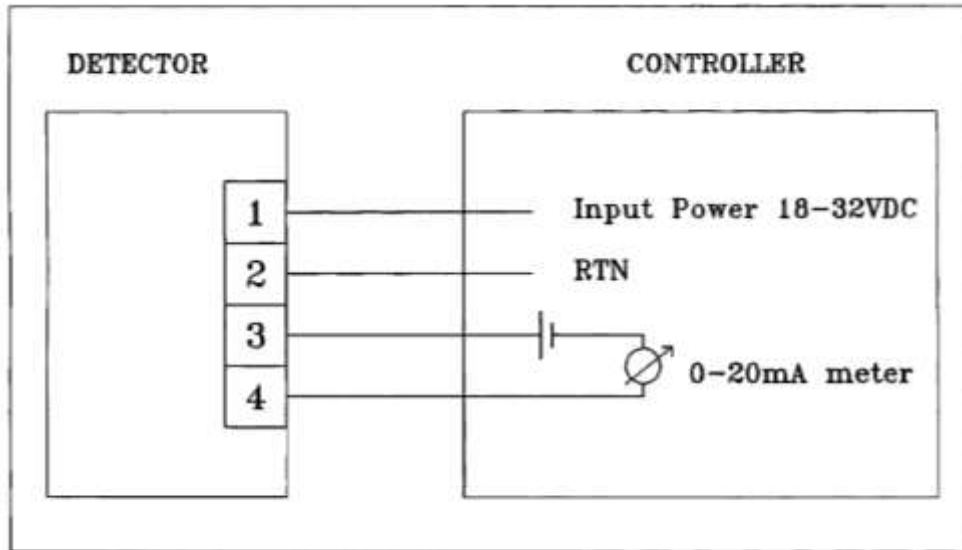 DETECTOR CONTROLLER
1 Input Power 18-32VDC
2 RTN
3
0-20mA meter
4